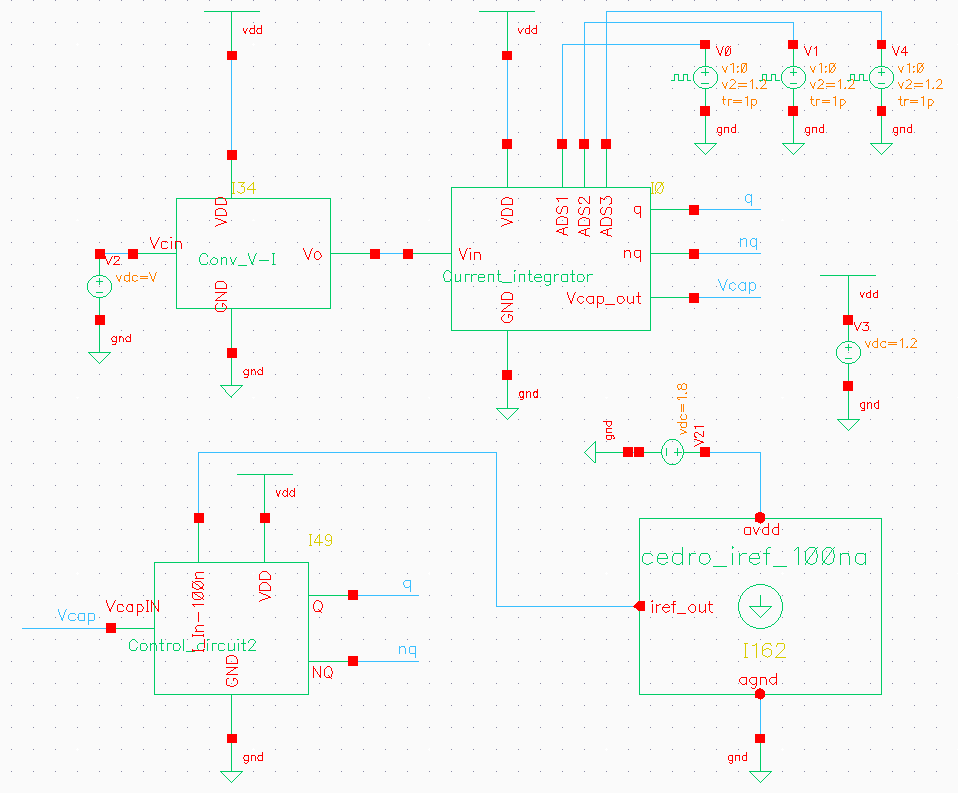 vdd
vdd
V0
v1:0
v2=1.2
tr=1p
gnd
V1
v1:0
v2=1.2
tr=1p
gnd
V4
v1:0
v2=1.2
tr=1p
gnd
I34
VDD
Vcin
Conv_V-I
Vo
GND
gnd
V2
vdc=V
gnd
I0
VDD
ADS1
ADS2
ADS3
q
q
nq
nq
Vin
Current_integrator
Vcap_out
Vcap
GND
gnd
vdd
V3
vdc=1.2
gnd
gnd
vdc=1.8
V21
vdd
I49
I_In-100n
VDD
Vcap
VcapIN
Q
q
Control_circuit2
NQ
nq
GND
gnd
avdd
cedro_iref_100na
iref_out
I162
agnd
gnd